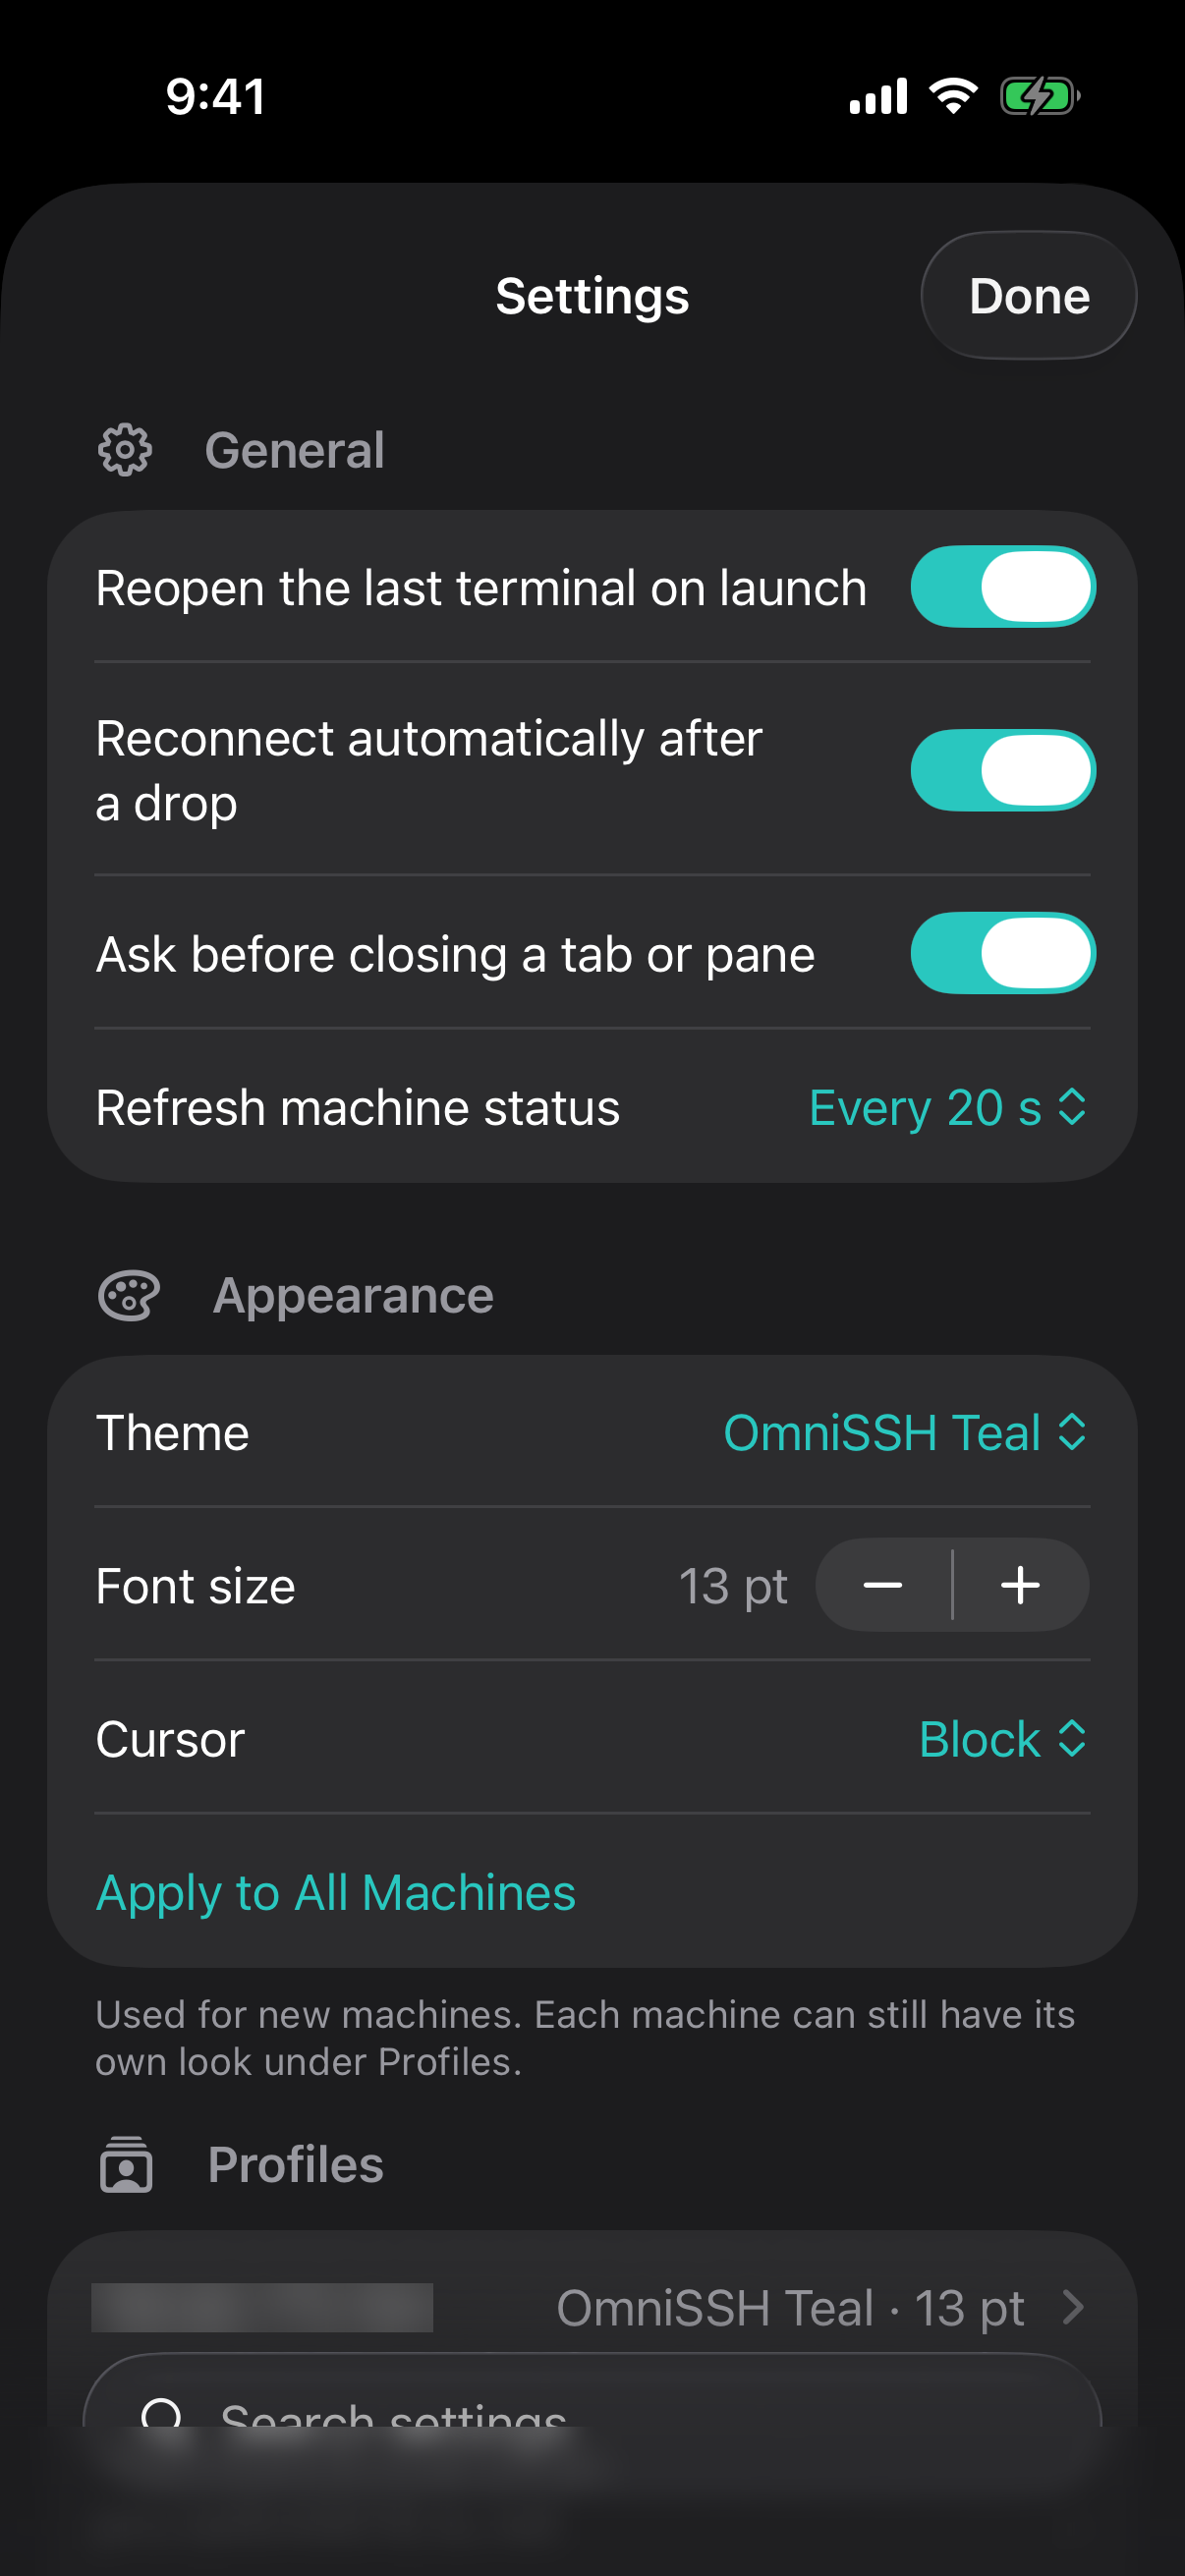 9:41
Settings
Done
General
Reopen the last terminal on launch
Reconnect automatically after
a drop
Ask before closing a tab or pane
Refresh machine status
Every 20 s
Appearance
Theme
OmniSSH Teal
Font size
13 pt
Cursor
Block
Apply to All Machines
Used for new machines. Each machine can still have its
own look under Profiles.
Profiles
OmniSSH Teal · 13 pt
Search settings